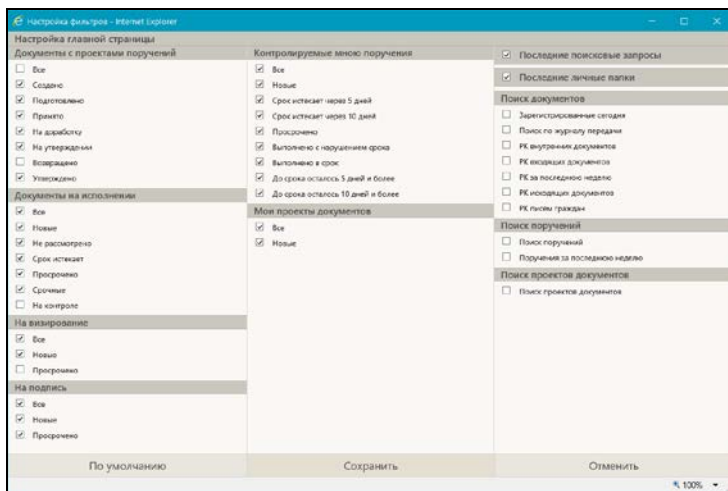 Настройка фильтров - Internet Explorer
Настройка главной страницы
Документы с проектами поручений
Все
Создано
Подготовлено
Принято
На доработку
На утверждении
Возвращено
Утверждено
Документы на исполнении
Все
Новые
Не рассмотрено
Срок истекает
Просрочено
Срочные
На контроле
На визирование
Все
Новые
Просрочено
На подпись
Все
Новые
Просрочено
Контролируемые мною поручения
Все
Новые
Срок истекает через 5 дней
Срок истекает через 10 дней
Просрочено
Выполнено с нарушением срока
Выполнено в срок
До срока осталось 5 дней и более
До срока осталось 10 дней и более
Мои проекты документов
Все
Новые
Последние поисковые запросы
Последние личные папки
Поиск документов
Зарегистрированные сегодня
Поиск по журналу передачи
РК внутренних документов
РК входящих документов
РК за последнюю неделю
РК исходящих документов
РК писем граждан
Поиск поручений
Поиск поручений
Поручения за последнюю неделю
Поиск проектов документов
Поиск проектов документов
По умолчанию
Сохранить
Отменить
100%